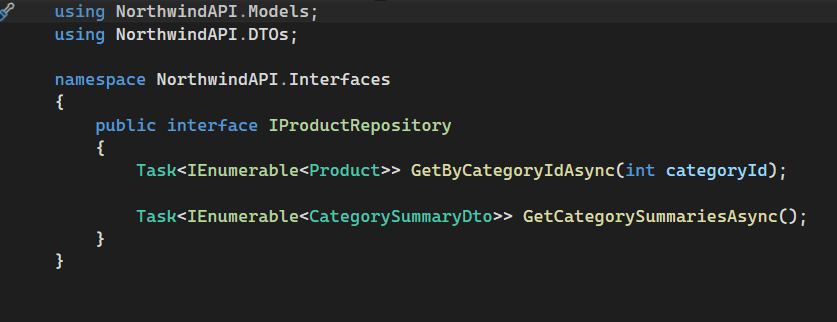 using NorthwindAPI.Models;
using NorthwindAPI.DTOs;
namespace NorthwindAPI.Interfaces
{
public interface IProductRepository
{
Task<IEnumerable<Product>> GetByCategoryIdAsync(int categoryId);
Task<IEnumerable<CategorySummaryDto>> GetCategorySummariesAsync();
}
}